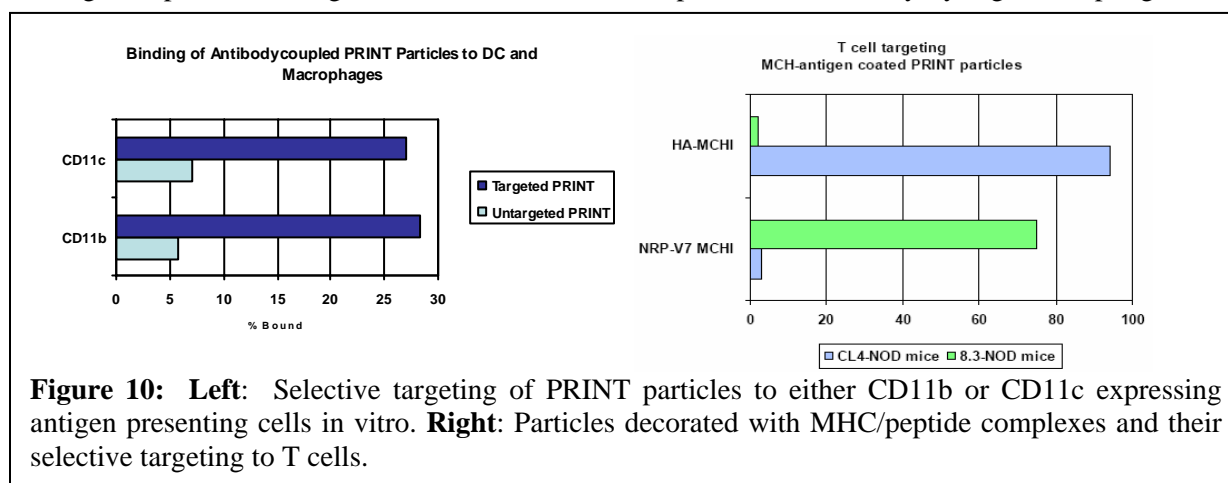 Binding of Antibodycoupled PRINT Particles to DC and
Macrophages
CD11c
CD11b
0 5 10 15 20 25 30
% Bound
Targeted PRINT
Untargeted PRINT
T cell targeting
MCH-antigen coated PRINT particles
HA-MCHI
NRP-V7 MCHI
0 20 40 60 80 100
CL4-NOD mice 8.3-NOD mice
Figure 10: Left: Selective targeting of PRINT particles to either CD11b or CD11c expressing
antigen presenting cells in vitro. Right: Particles decorated with MHC/peptide complexes and their
selective targeting to T cells.